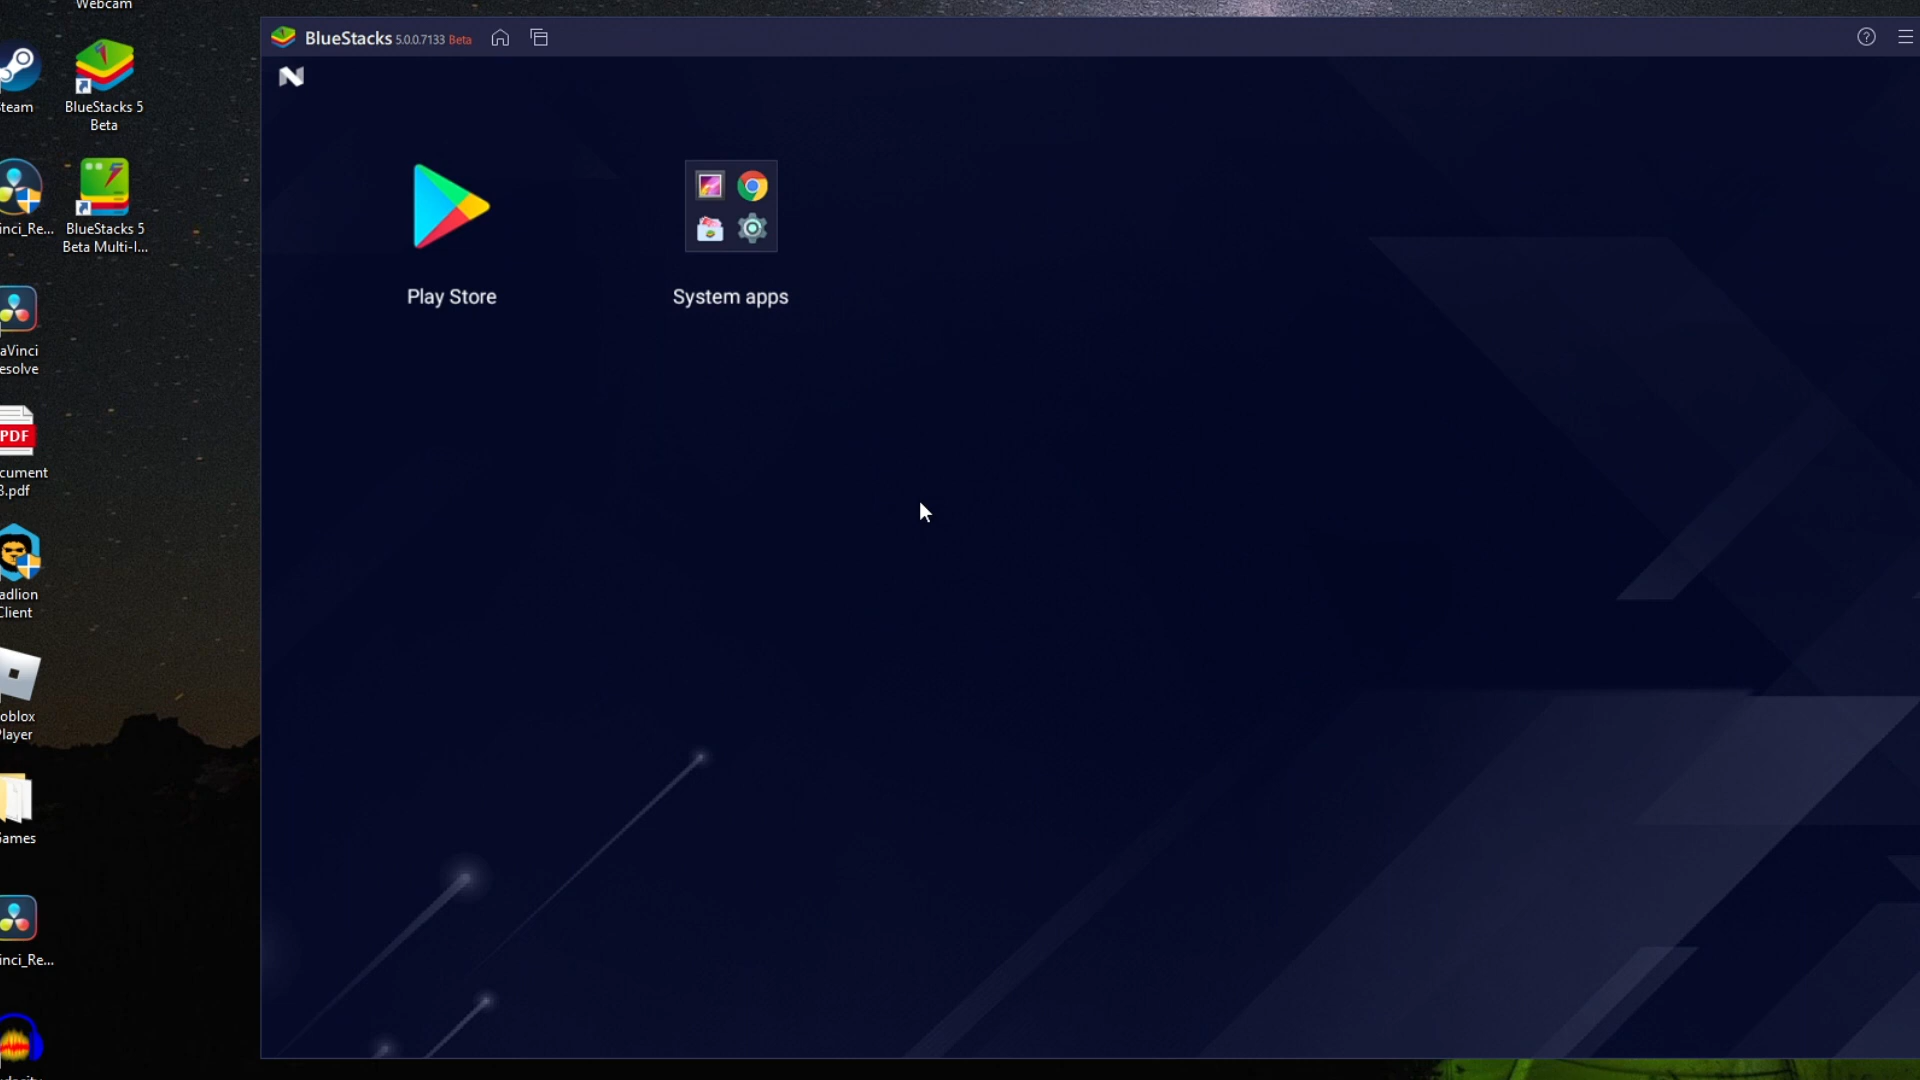 Webcam
BlueStacks 5.0.0.7133 Beta
team
BlueStacks 5
Beta
inci_Re...
BlueStacks 5
Beta Multi-I...
aVinci
esolve
PDF
cument
3.pdf
adlion
Client
oblox
Player
Games
inci_Re...
Play Store
System apps